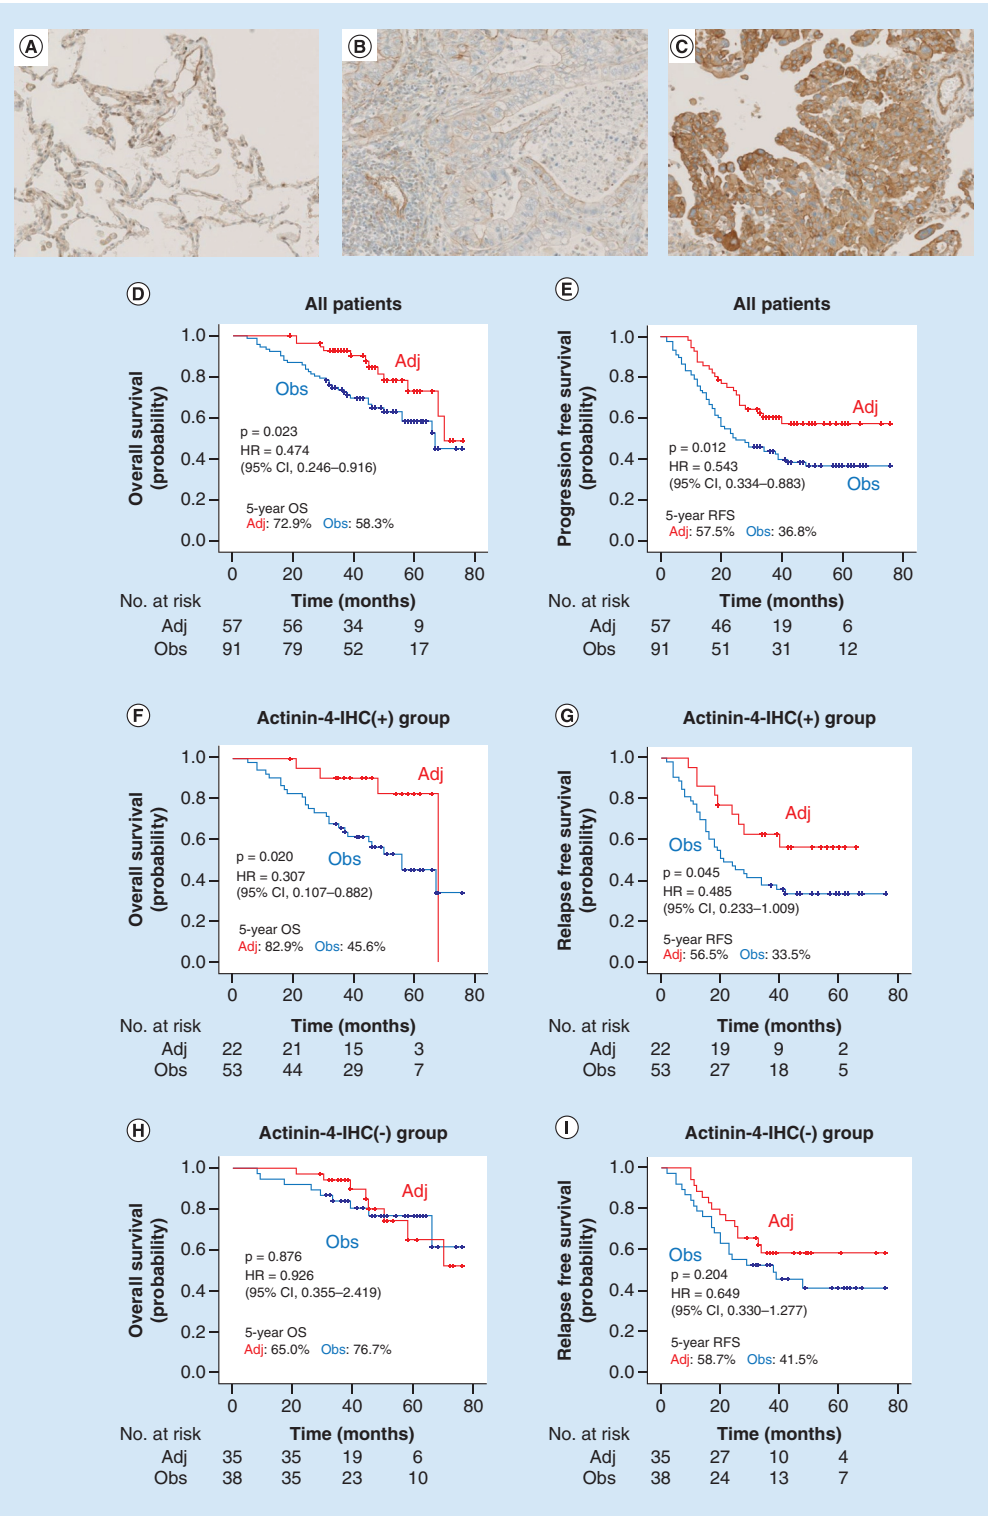 A
B
C
D
All patients
Overall survival
(probability)
1.0
0.8
0.6
0.4
0.2
0.0
Adj
Obs
p = 0.023
HR = 0.474
(95% CI, 0.246–0.916)
5-year OS
Adj: 72.9% Obs: 58.3%
0 20 40 60 80
No. at risk Time (months)
Adj 57 56 34 9
Obs 91 79 52 17
E
All patients
Progression free survival
(probability)
1.0
0.8
0.6
0.4
0.2
0.0
Adj
Obs
p = 0.012
HR = 0.543
(95% CI, 0.334–0.883)
5-year RFS
Adj: 57.5% Obs: 36.8%
0 20 40 60 80
No. at risk Time (months)
Adj 57 46 19 6
Obs 91 51 31 12
F
Actinin-4-IHC(+) group
Overall survival
(probability)
1.0
0.8
0.6
0.4
0.2
0.0
Adj
Obs
p = 0.020
HR = 0.307
(95% CI, 0.107–0.882)
5-year OS
Adj: 82.9% Obs: 45.6%
0 20 40 60 80
No. at risk Time (months)
Adj 22 21 15 3
Obs 53 44 29 7
G
Actinin-4-IHC(+) group
Relapse free survival
(probability)
1.0
0.8
0.6
0.4
0.2
0.0
Adj
Obs
p = 0.045
HR = 0.485
(95% CI, 0.233–1.009)
5-year RFS
Adj: 56.5% Obs: 33.5%
0 20 40 60 80
No. at risk Time (months)
Adj 22 19 9 2
Obs 53 27 18 5
H
Actinin-4-IHC(-) group
Overall survival
(probability)
1.0
0.8
0.6
0.4
0.2
0.0
Adj
Obs
p = 0.876
HR = 0.926
(95% CI, 0.355–2.419)
5-year OS
Adj: 65.0% Obs: 76.7%
0 20 40 60 80
No. at risk Time (months)
Adj 35 35 19 6
Obs 38 35 23 10
I
Actinin-4-IHC(-) group
Relapse free survival
(probability)
1.0
0.8
0.6
0.4
0.2
0.0
Adj
Obs
p = 0.204
HR = 0.649
(95% CI, 0.330–1.277)
5-year RFS
Adj: 58.7% Obs: 41.5%
0 20 40 60 80
No. at risk Time (months)
Adj 35 27 10 4
Obs 38 24 13 7